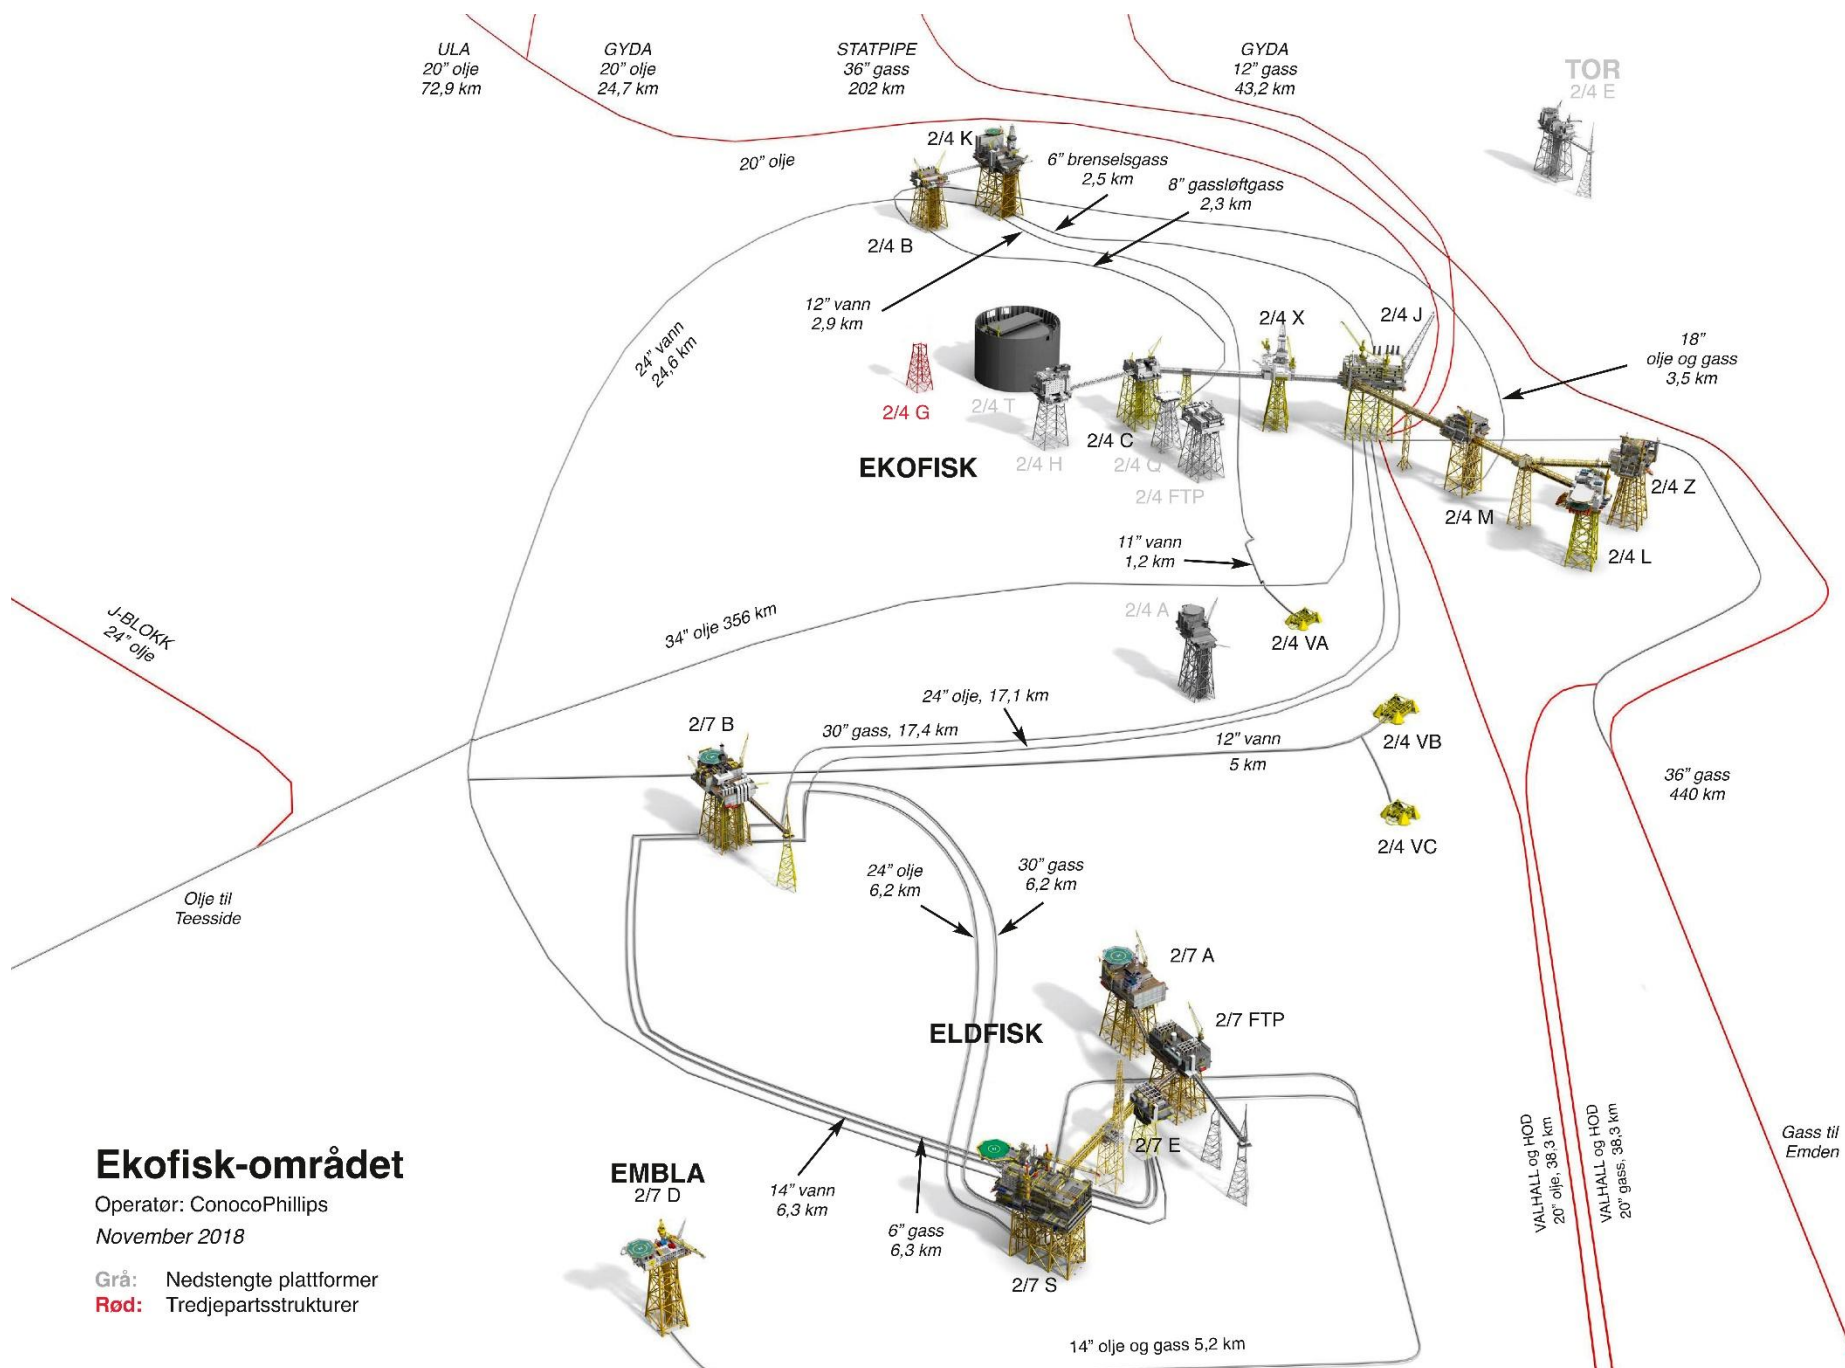 ULA
20” olje
72,9 km
GYDA
20” olje
24,7 km
STATPIPE
36” gass
202 km
GYDA
12” gass
43,2 km
TOR
2/4 E
20” olje
2/4 K
6” brenselsgass
2,5 km
8” gassløftgass
2,3 km
2/4 B
12” vann
2,9 km
24” vann
24,6 km
2/4 X
2/4 J
18”
olje og gass
3,5 km
2/4 G
2/4 T
2/4 H
2/4 C
2/4 Q
2/4 FTP
EKOFISK
2/4 M
2/4 Z
2/4 L
11” vann
1,2 km
2/4 A
2/4 VA
J-BLOKK
24” olje
34” olje 356 km
24” olje, 17,1 km
30” gass, 17,4 km
2/7 B
12” vann
5 km
2/4 VB
2/4 VC
36” gass
440 km
Olje til
Teesside
24” olje
6,2 km
30” gass
6,2 km
2/7 A
2/7 FTP
ELDFISK
2/7 E
14” vann
6,3 km
6” gass
6,3 km
2/7 S
EMBLA
2/7 D
VALHALL og HOD
20” olje, 38,3 km
VALHALL og HOD
20” gass, 38,3 km
Gass til
Emden
14” olje og gass 5,2 km
Ekofisk-området
Operatør: ConocoPhillips
November 2018
Grå: Nedstengte plattformer
Rød: Tredjepartsstrukturer